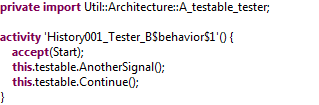 private import Util::Architecture::A_testable_tester;
activity 'History001_Tester_B$behavior$1'() {
accept(Start);
this.testable.AnotherSignal();
this.testable.Continue();
}